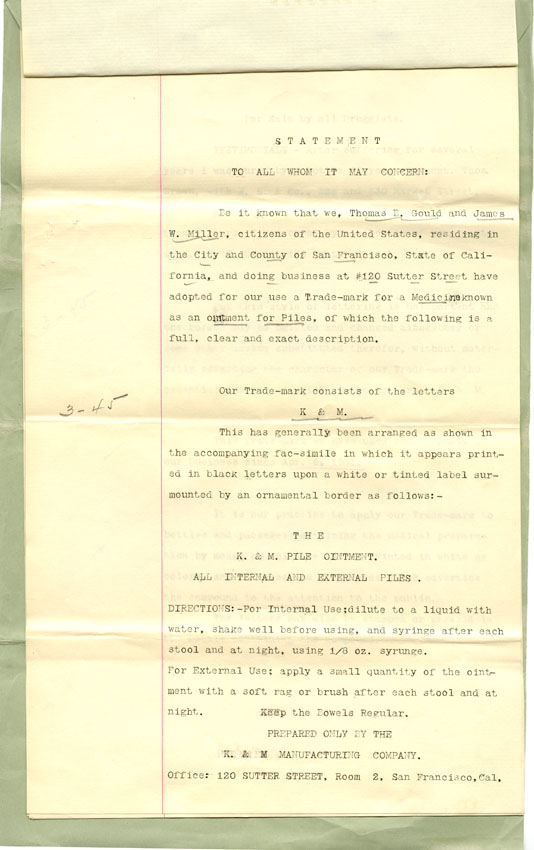 STATEMENT
TO ALL WHOM IT MAY CONCERN:
Be it known that we, Thomas E. Gould and James
W. Miller, citizens of the United States, residing in
the City and County of San Francisco, State of Cali-
fornia, and doing business at #120 Sutter Street have
adopted for our use a Trade-mark for a Medicine known
as an ointment for Piles, of which the following is a
full, clear and exact description.
Our Trade-mark consists of the letters
K & M.
3-45
This has generally been arranged as shown in
the accompanying fac-simile in which it appears print-
ed in black letters upon a white or tinted label sur-
mounted by an ornamental border as follows:-
THE
K. & M. PILE OINTMENT.
ALL INTERNAL AND EXTERNAL PILES .
DIRECTIONS:-For Internal Use;dilute to a liquid with
water, shake well before using, and syringe after each
stool and at night, using 1/8 oz. syrunge.
For External Use; apply a small quantity of the oint-
ment with a soft rag or brush after each stool and at
night. Keep the Bowels Regular.
PREPARED ONLY BY THE
K. & M MANUFACTURING COMPANY.
Office: 120 SUTTER STREET, Room 2, San Francisco,Cal.